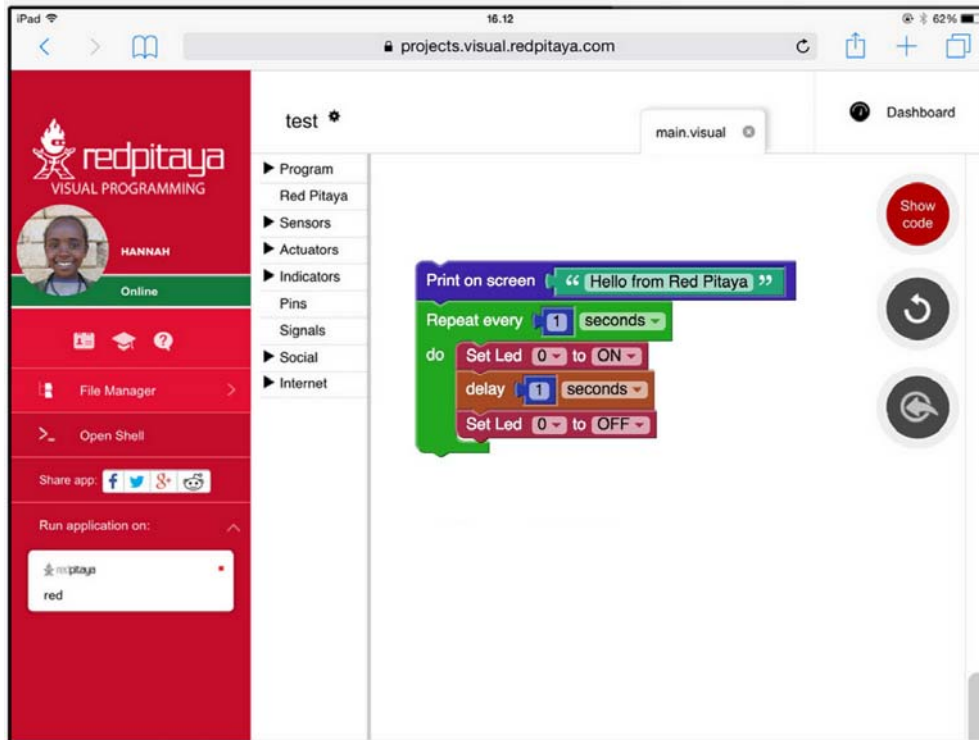 iPad 16.12 62%
projects.visual.redpitaya.com
redpitaya
VISUAL PROGRAMMING
HANNAH
Online
File Manager
Open Shell
Share app:
Run application on:
redpitaya
red
test
main.visual
Dashboard
Program
Red Pitaya
Sensors
Actuators
Indicators
Pins
Signals
Social
Internet
Print on screen “ Hello from Red Pitaya ”
Repeat every 1 seconds
do Set Led 0 to ON
delay 1 seconds
Set Led 0 to OFF
Show
code